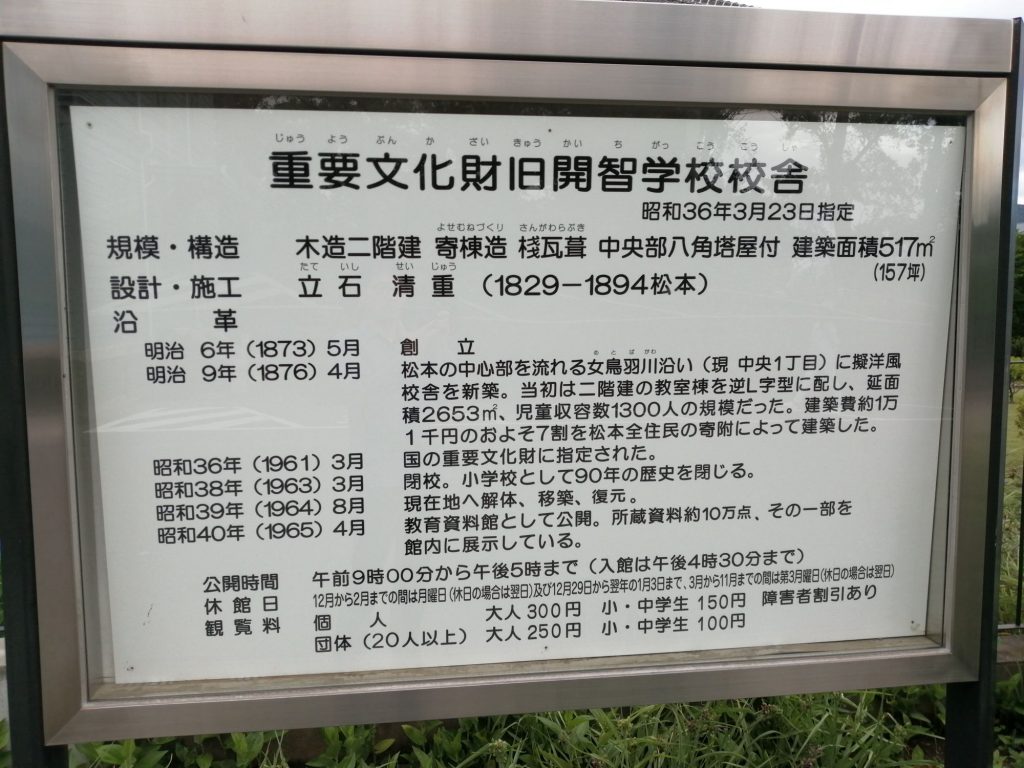 じゅう よう ぶん か ざい きゅう かい ち がっ こう こう しゃ
重要文化財旧開智学校校舎
昭和36年3月23日指定
よせむねづくり さんがわらぶき
規模・構造 木造二階建 寄棟造 桟瓦葺 中央部八角塔屋付 建築面積517㎡
(157坪)
たて いし せい じゅう
設計・施工 立石 清重 (1829−1894松本)
沿 革
明治 6年(1873)5月 創 立
のとばがわ
明治 9年(1876)4月 松本の中心部を流れる女鳥羽川沿い(現 中央1丁目)に擬洋風
校舎を新築。当初は二階建の教室棟を逆L字型に配し、延面
積2653㎡、児童収容数1300人の規模だった。建築費約1万
1千円のおよそ7割を松本全住民の寄附によって建築した。
昭和36年(1961)3月 国の重要文化財に指定された。
昭和38年(1963)3月 閉校。小学校として90年の歴史を閉じる。
昭和39年(1964)8月 現在地へ解体、移築、復元。
昭和40年(1965)4月 教育資料館として公開。所蔵資料約10万点、その一部を
館内に展示している。
公開時間 午前9時00分から午後5時まで(入館は午後4時30分まで)
休館日 12月から2月までの間は月曜日(休日の場合は翌日)及び12月29日から翌年の1月3日まで、3月から11月までの間は第3月曜日(休日の場合は翌日)
観覧料 個 人 大人300円 小・中学生150円 障害者割引あり
団体(20人以上) 大人250円 小・中学生100円